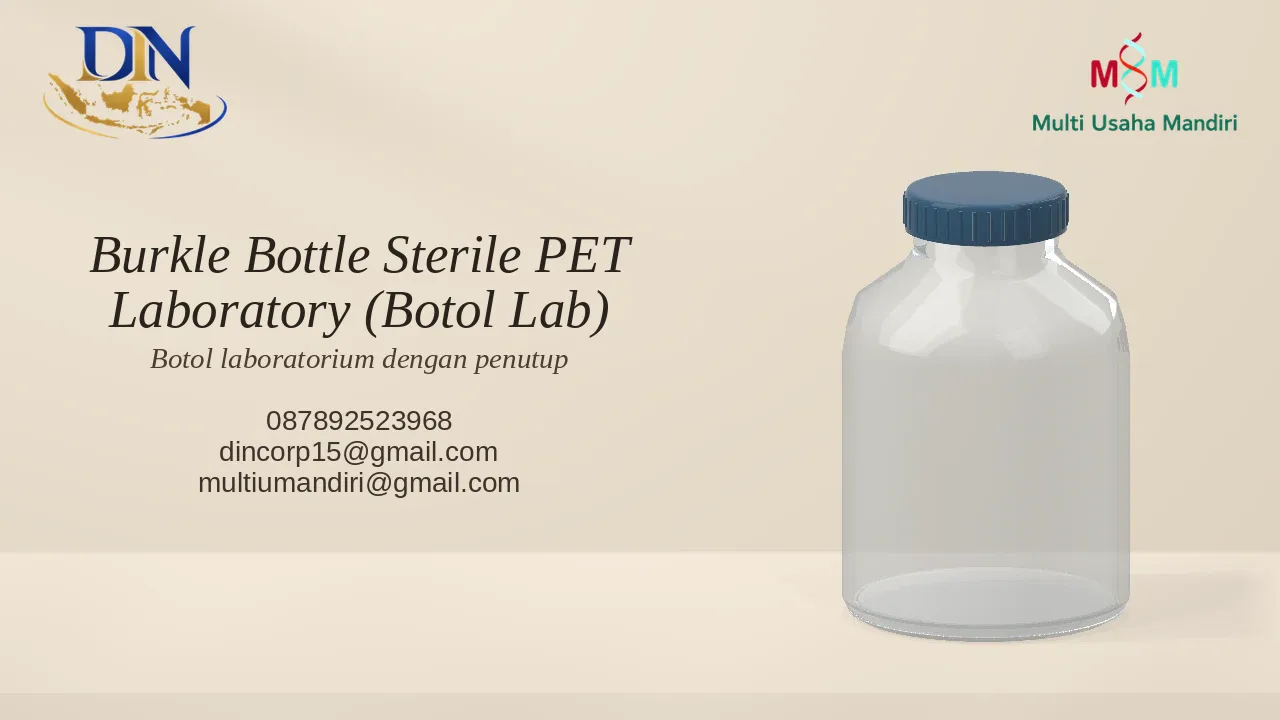 DIN
MSM
Multi Usaha Mandiri
Burkle Bottle Sterile PET
Laboratory (Botol Lab)
Botol laboratorium dengan penutup
087892523968
dincorp15@gmail.com
multiumandiri@gmail.com